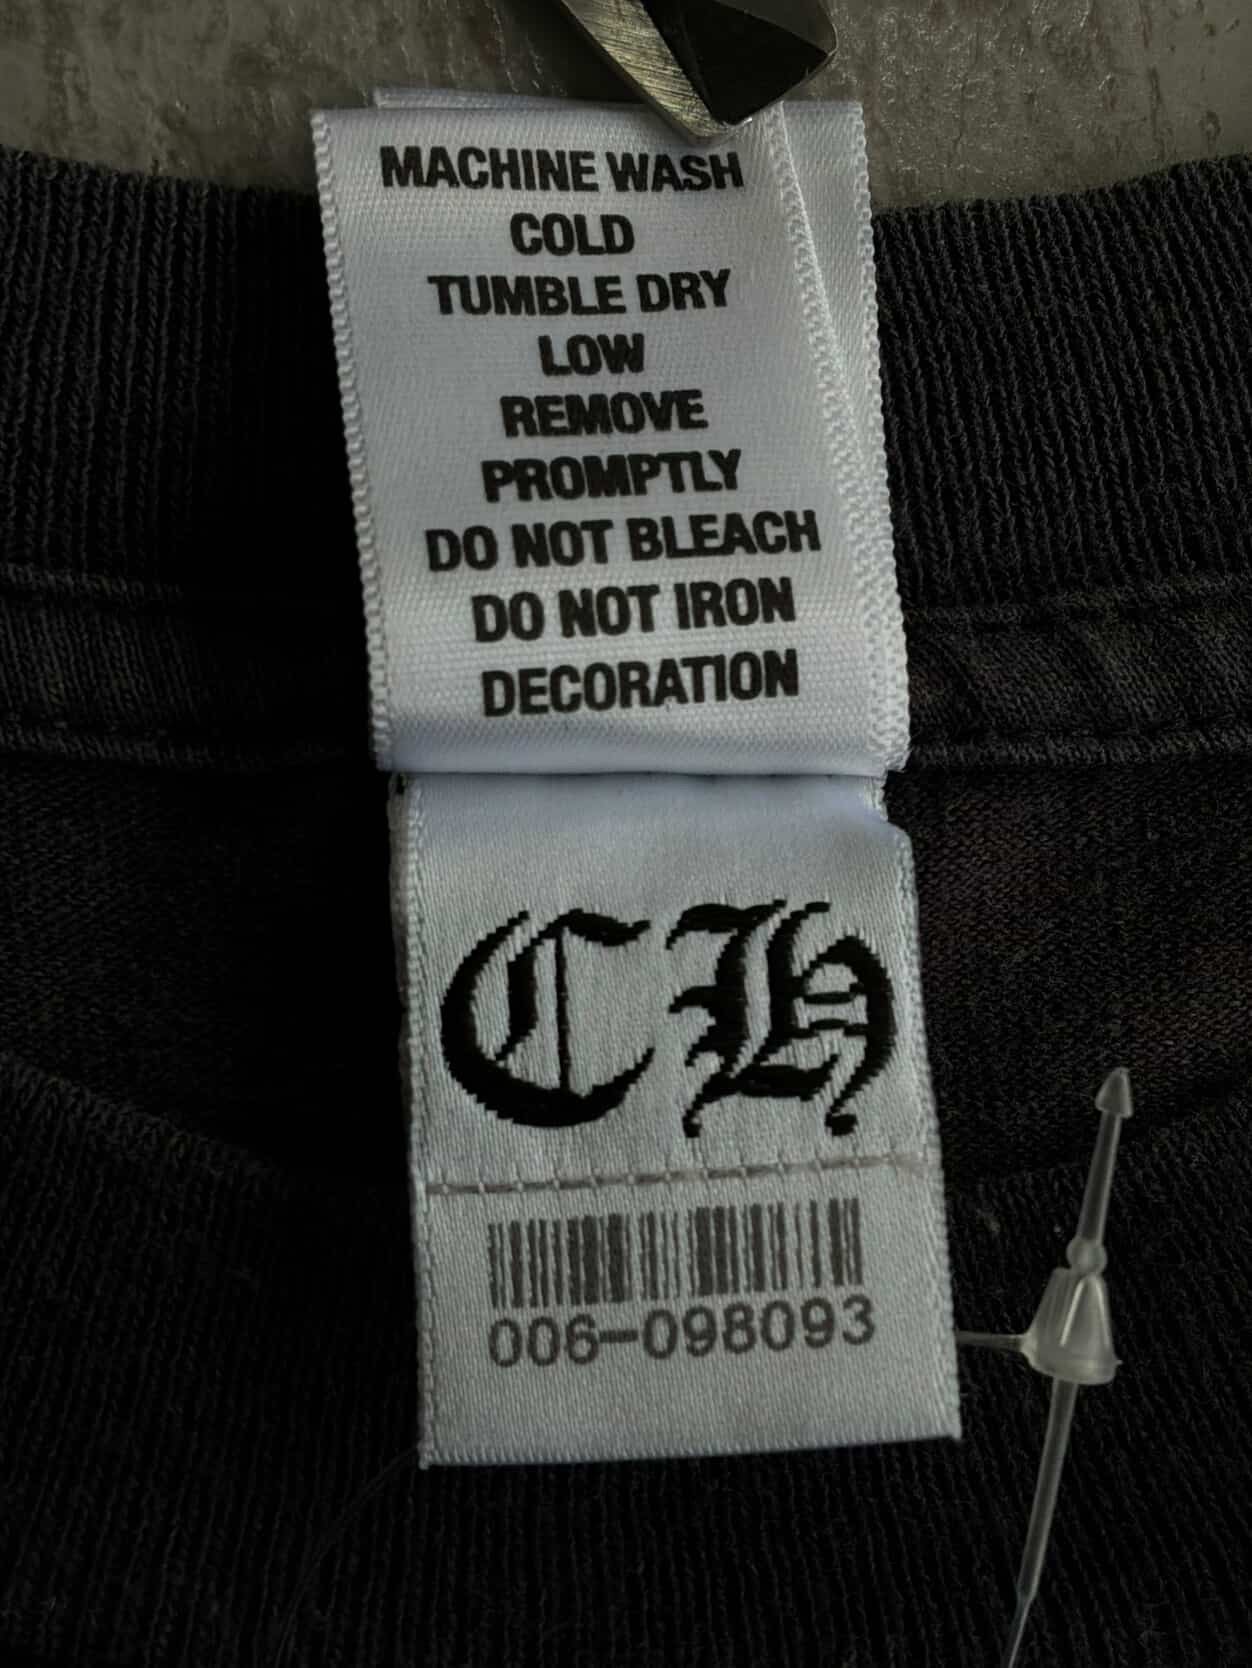 MACHINE WASH
COLD
TUMBLE DRY
LOW
REMOVE
PROMPTLY
DO NOT BLEACH
DO NOT IRON
DECORATION
CH
006-098093